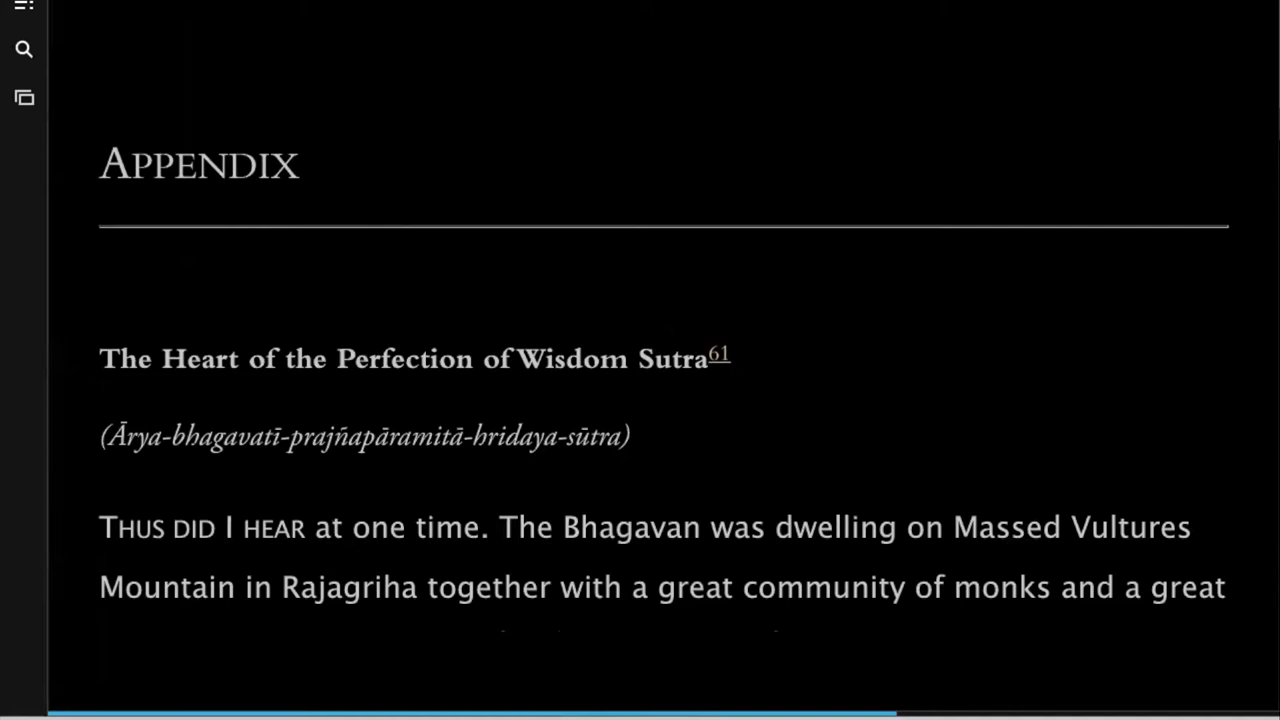 APPENDIX
The Heart of the Perfection of Wisdom Sutra61
(Ārya-bhagavatī-prajñapāramitā-hridaya-sūtra)
THUS DID I HEAR at one time. The Bhagavan was dwelling on Massed Vultures
Mountain in Rajagriha together with a great community of monks and a great